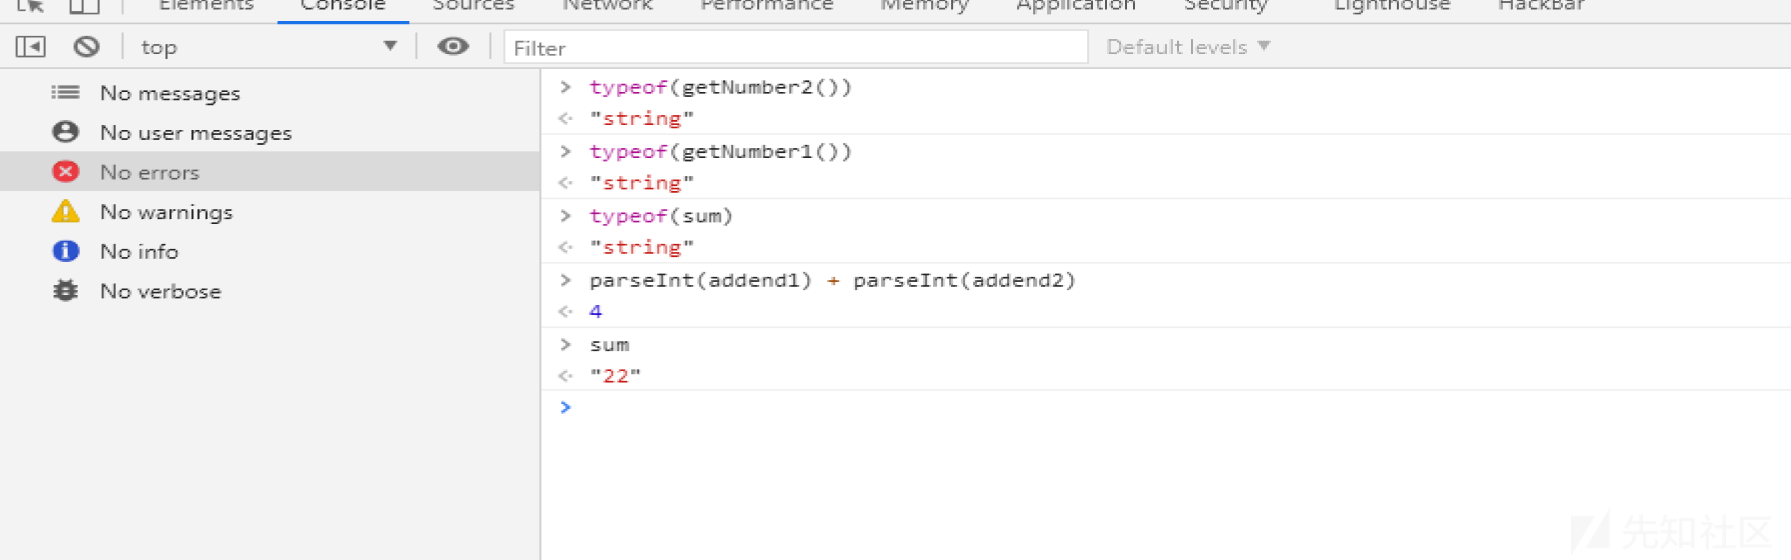 Elements Console Sources Network Performance Memory Application Security Lighthouse HackBar
top Filter Default levels
No messages
No user messages
No errors
No warnings
No info
No verbose
> typeof(getNumber2())
< "string"
> typeof(getNumber1())
< "string"
> typeof(sum)
< "string"
> parseInt(addend1) + parseInt(addend2)
< 4
> sum
< "22"
>
先知社区